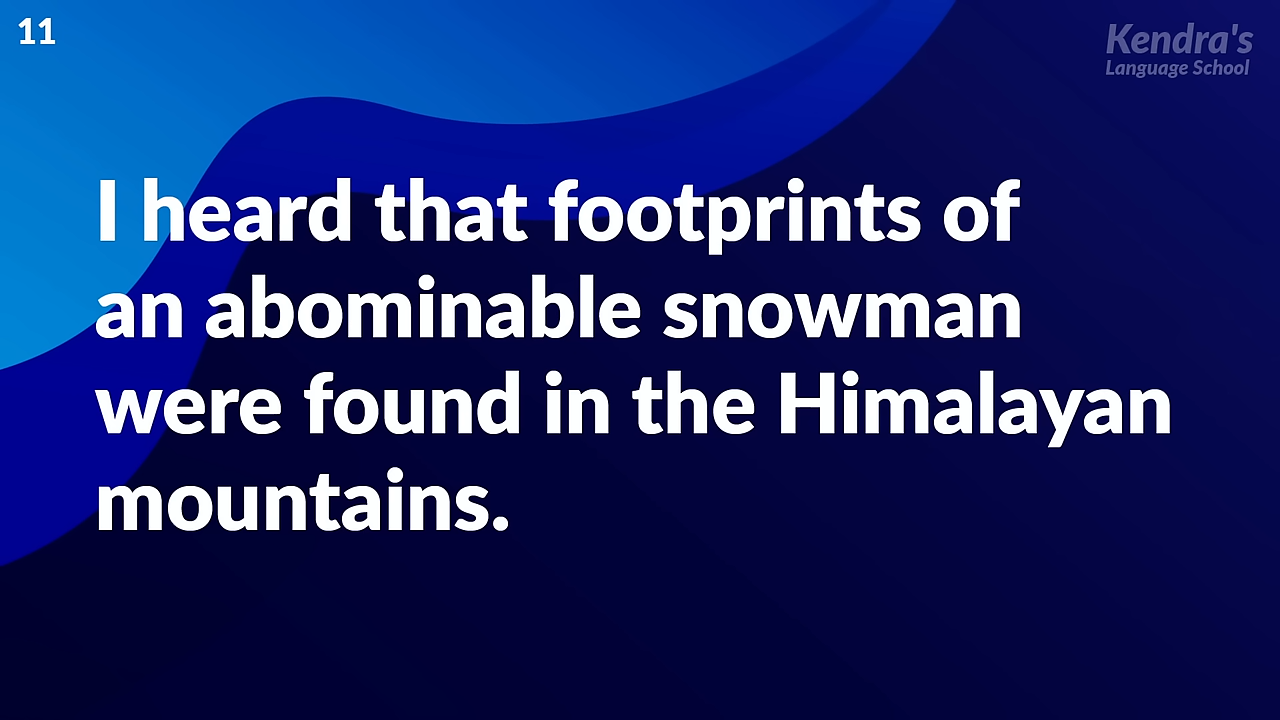 11
Kendra's
Language School
I heard that footprints of
an abominable snowman
were found in the Himalayan
mountains.